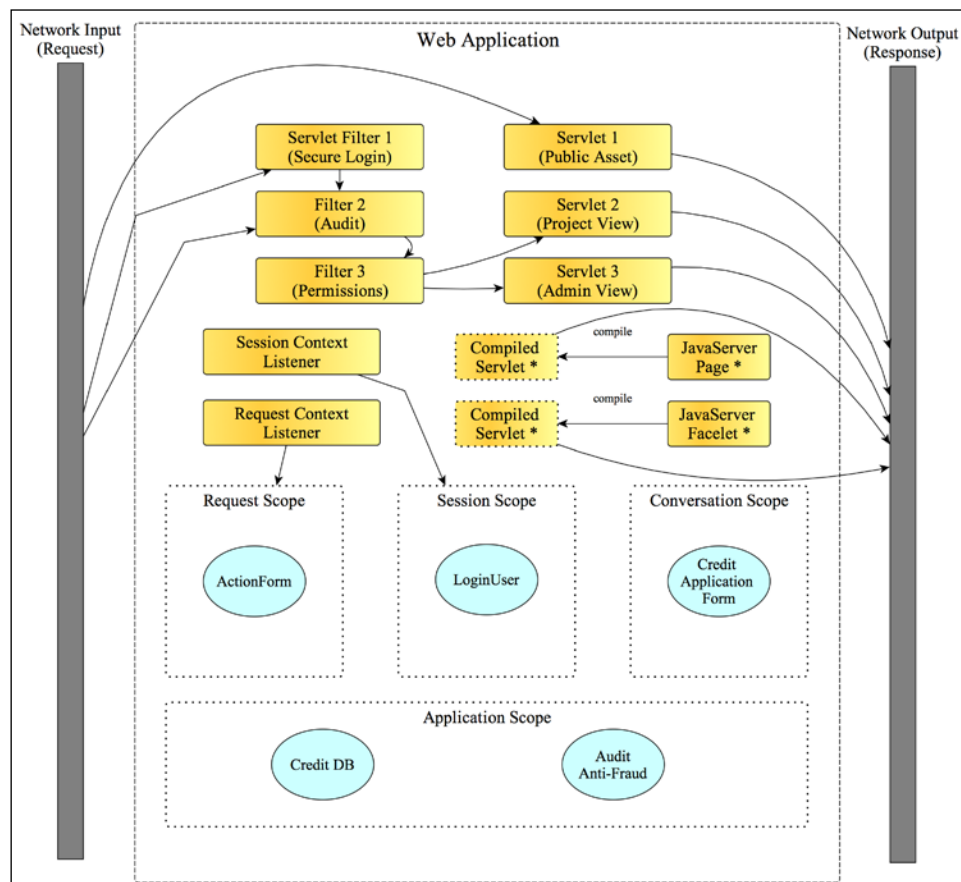 Network Input
(Request)
Web Application
Network Output
(Response)
Servlet Filter 1
(Secure Login)
Servlet 1
(Public Asset)
Filter 2
(Audit)
Servlet 2
(Project View)
Filter 3
(Permissions)
Servlet 3
(Admin View)
Session Context
Listener
Compiled
Servlet *
compile
JavaServer
Page *
Request Context
Listener
Compiled
Servlet *
compile
JavaServer
Facelet *
Request Scope
ActionForm
Session Scope
LoginUser
Conversation Scope
Credit
Application
Form
Application Scope
Credit DB
Audit
Anti-Fraud